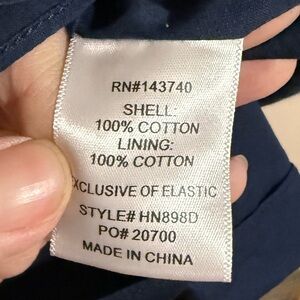 RN#143740
SHELL:
100% COTTON
LINING:
100% COTTON
EXCLUSIVE OF ELASTIC
STYLE# HN898D
PO# 20700
MADE IN CHINA